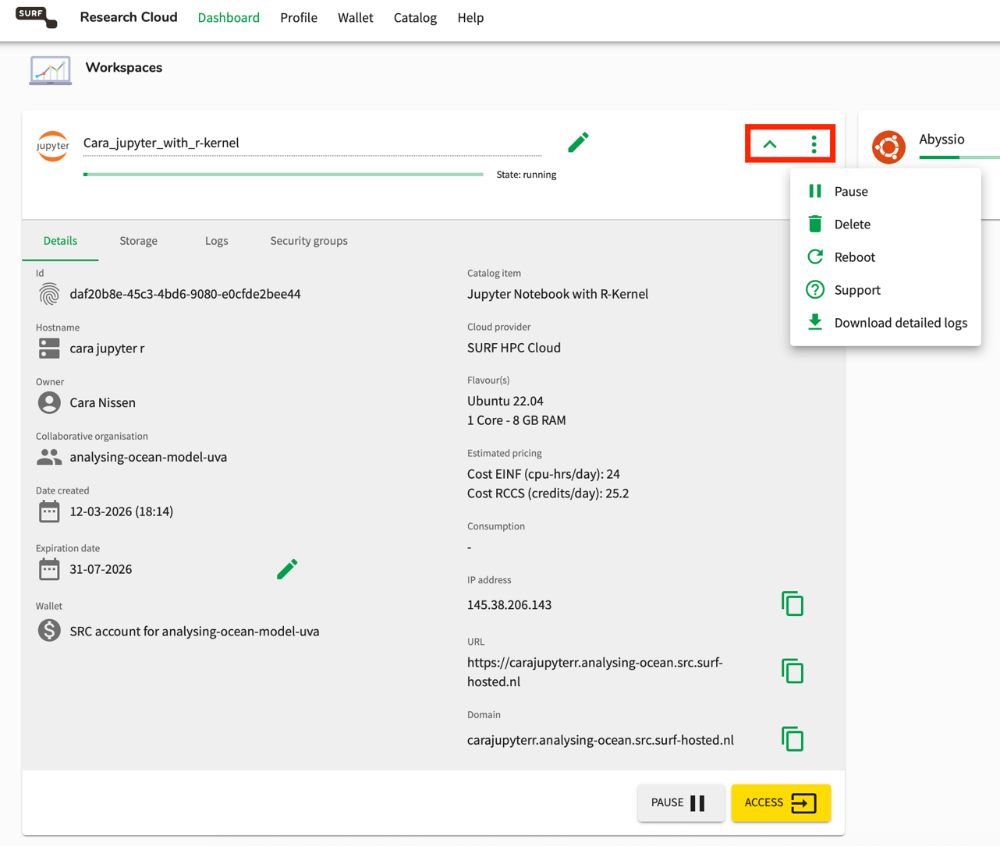 SURF
Research Cloud Dashboard Profile Wallet Catalog Help
Workspaces
jupyter
Cara_jupyter_with_r-kernel
State: running
Abyssio
Pause
Delete
Reboot
Support
Download detailed logs
Details Storage Logs Security groups
Id
daf20b8e-45c3-4bd6-9080-e0cfde2bee44
Hostname
cara jupyter r
Owner
Cara Nissen
Collaborative organisation
analysing-ocean-model-uva
Date created
12-03-2026 (18:14)
Expiration date
31-07-2026
Wallet
SRC account for analysing-ocean-model-uva
Catalog item
Jupyter Notebook with R-Kernel
Cloud provider
SURF HPC Cloud
Flavour(s)
Ubuntu 22.04
1 Core - 8 GB RAM
Estimated pricing
Cost EINF (cpu-hrs/day): 24
Cost RCCS (credits/day): 25.2
Consumption
-
IP address
145.38.206.143
URL
https://carajupyterr.analysing-ocean.src.surf-
hosted.nl
Domain
carajupyterr.analysing-ocean.src.surf-hosted.nl
PAUSE ACCESS